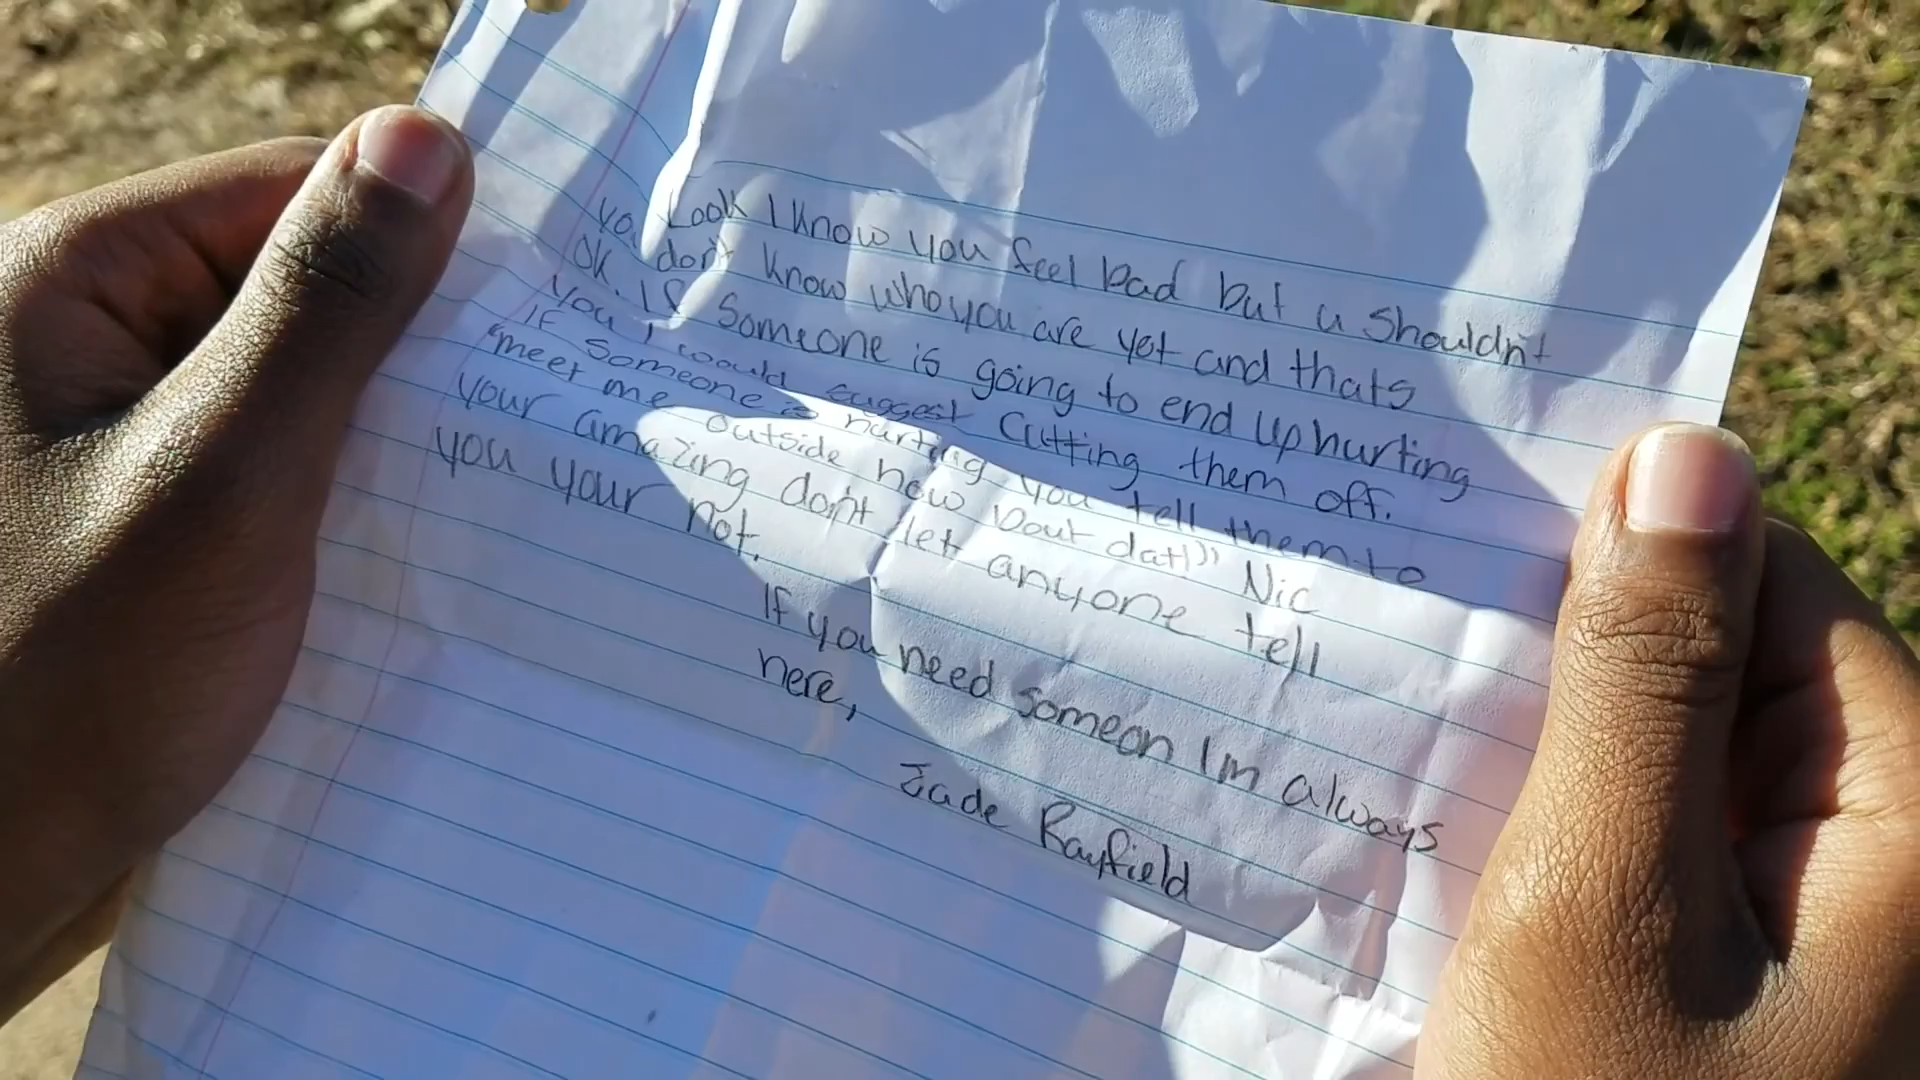 Look I know you feel bad but u shouldn't
you don't know who you are yet and thats
OK. If someone is going to end up hurting
you, I would suggest Cutting them off.
If someone is hurting you tell them to
"meet me outside how bout dat!" Nic
your amazing don't let anyone tell
you your not.
If you need someon Im always
here,
Jade Rayfield